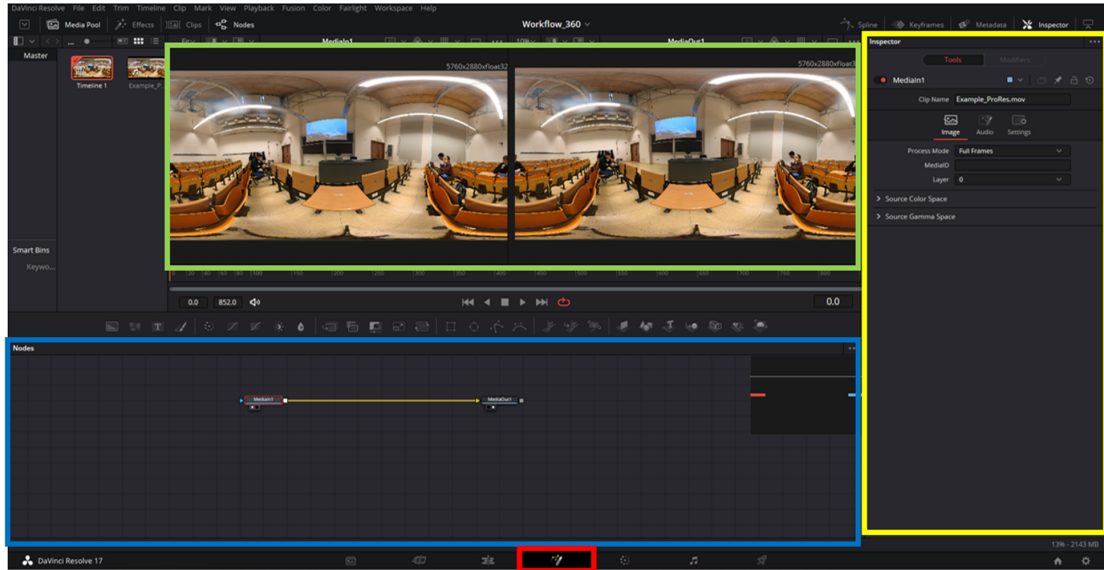 DaVinci Resolve File Edit Trim Timeline Clip Mark View Playback Fusion Color Fairlight Workspace Help
Media Pool Effects Clips Nodes Workflow_360 Spline Keyframes Metadata Inspector
MediaIn1 MediaOut1 Inspector
Master
Tools Modifiers
5760x2880xfloat32 5760x2880xfloat32
MediaIn1
Timeline 1 Example_P...
Clip Name Example_ProRes.mov
Image Audio Settings
Process Mode Full Frames
MediaID
Layer 0
Source Color Space
Source Gamma Space
Smart Bins
Keywo...
0.0 852.0 0.0
Nodes
MediaIn1 MediaOut1
13% - 2143 MB
DaVinci Resolve 17